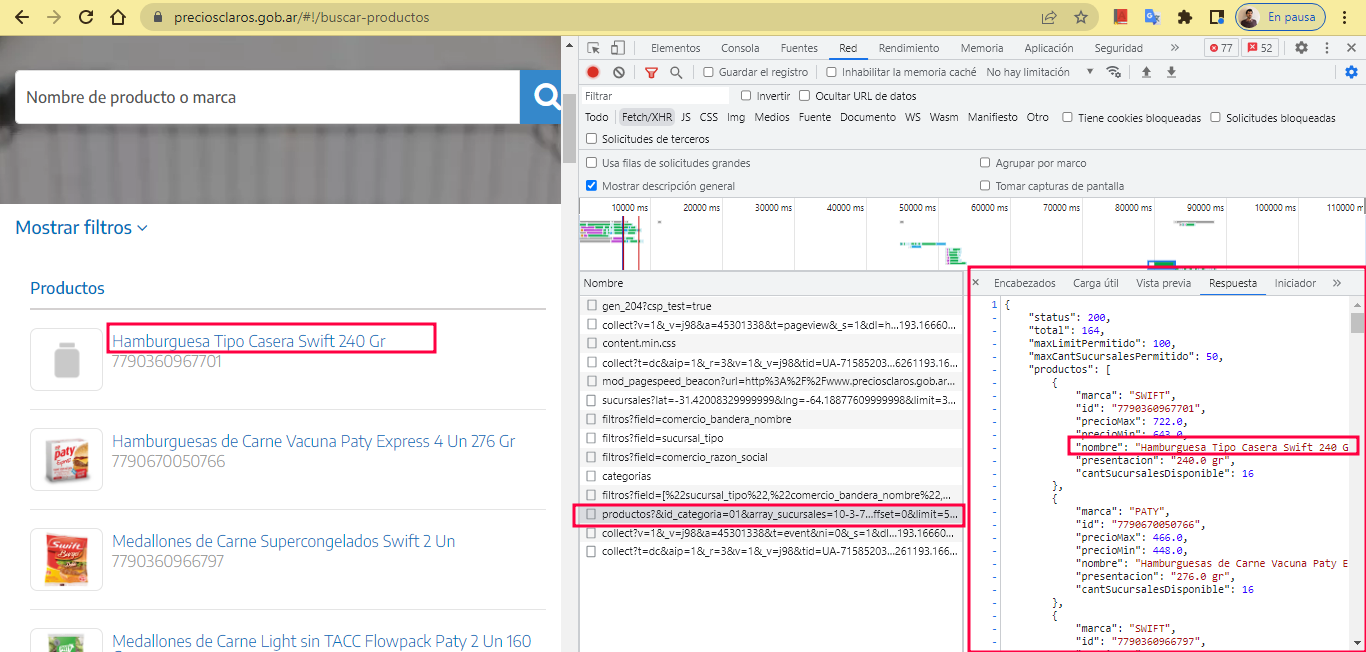 preciosclaros.gob.ar/#!/buscar-productos
En pausa
Nombre de producto o marca
Mostrar filtros
Productos
Hamburguesa Tipo Casera Swift 240 Gr
7790360967701
Hamburguesas de Carne Vacuna Paty Express 4 Un 276 Gr
7790670050766
Medallones de Carne Supercongelados Swift 2 Un
7790360966797
Medallones de Carne Light sin TACC Flowpack Paty 2 Un 160
Elementos Consola Fuentes Red Rendimiento Memoria Aplicación Seguridad » 77 52
Guardar el registro Inhabilitar la memoria caché No hay limitación
Filtrar Invertir Ocultar URL de datos
Todo Fetch/XHR JS CSS Img Medios Fuente Documento WS Wasm Manifiesto Otro Tiene cookies bloqueadas Solicitudes bloqueadas
Solicitudes de terceros
Usa filas de solicitudes grandes Agrupar por marco
Mostrar descripción general Tomar capturas de pantalla
10000 ms 20000 ms 30000 ms 40000 ms 50000 ms 60000 ms 70000 ms 80000 ms 90000 ms 100000 ms 110000 m
Nombre
gen_204?csp_test=true
collect?v=1&_v=j98&a=45301338&t=pageview&_s=1&dl=h...193.16660...
content.min.css
collect?t=dc&aip=1&_r=3&v=1&_v=j98&tid=UA-71585203...6261193.16...
mod_pagespeed_beacon?url=http%3A%2F%2Fwww.preciosclaros.gob.ar...
sucursales?lat=-31.42008329999999&lng=-64.18877609999998&limit=3...
filtros?field=comercio_bandera_nombre
filtros?field=sucursal_tipo
filtros?field=comercio_razon_social
categorias
filtros?field=[%22sucursal_tipo%22,%22comercio_bandera_nombre%22,...
productos?&id_categoria=01&array_sucursales=10-3-7...ffset=0&limit=5...
collect?v=1&_v=j98&a=45301338&t=event&ni=0&_s=1&dl...193.16660...
collect?t=dc&aip=1&_r=3&v=1&_v=j98&tid=UA-71585203...261193.166...
Encabezados Carga útil Vista previa Respuesta Iniciador »
1 {
- "status": 200,
- "total": 164,
- "maxLimitPermitido": 100,
- "maxCantSucursalesPermitido": 50,
- "productos": [
- {
- "marca": "SWIFT",
- "id": "7790360967701",
- "precioMax": 722.0,
- "precioMin": 643.0,
- "nombre": "Hamburguesa Tipo Casera Swift 240 G
- "presentacion": "240.0 gr",
- "cantSucursalesDisponible": 16
- },
- {
- "marca": "PATY",
- "id": "7790670050766",
- "precioMax": 466.0,
- "precioMin": 448.0,
- "nombre": "Hamburguesas de Carne Vacuna Paty E
- "presentacion": "276.0 gr",
- "cantSucursalesDisponible": 16
- },
- {
- "marca": "SWIFT",
- "id": "7790360966797",